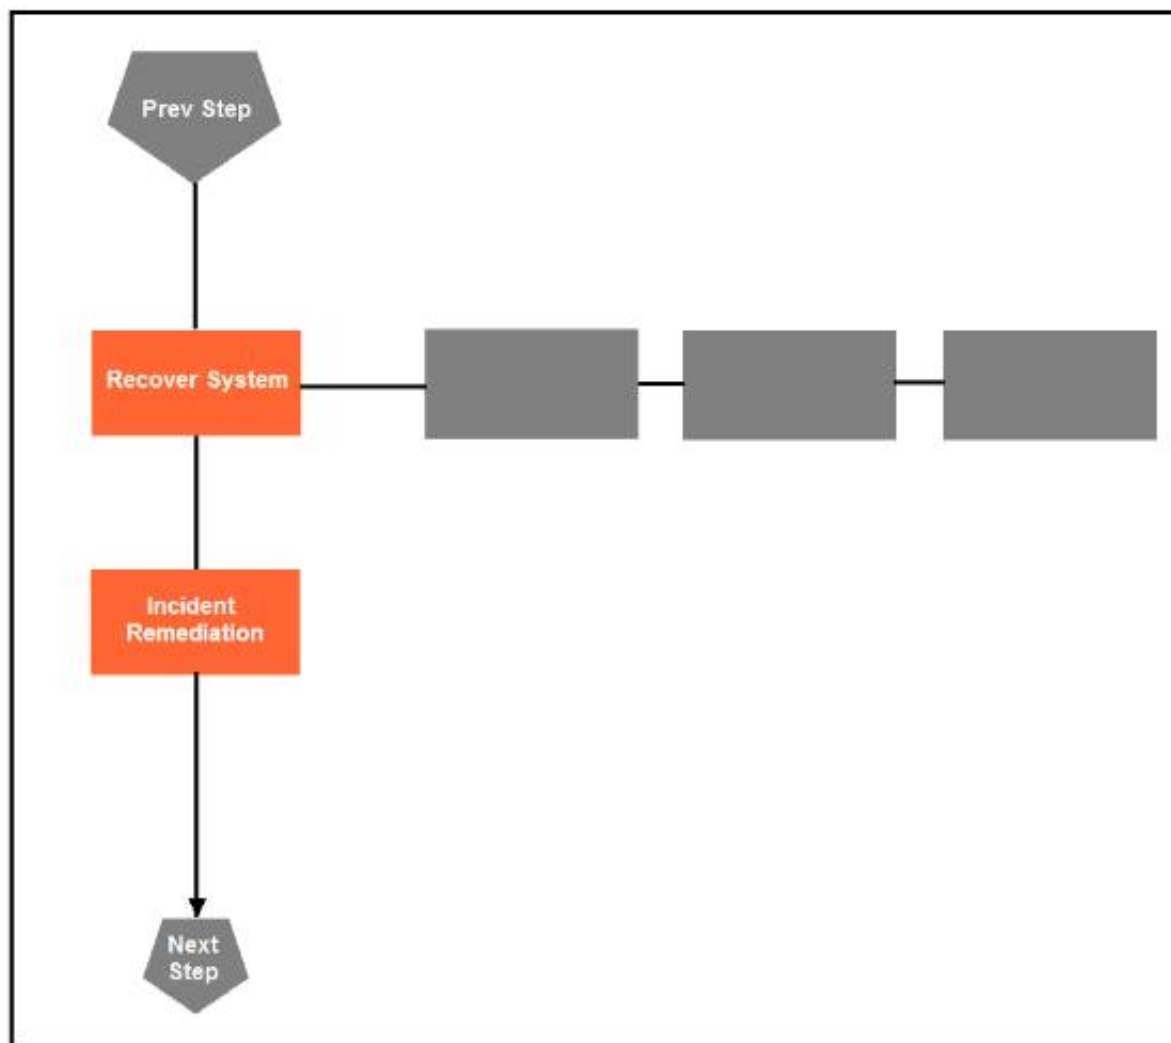 Prev Step
Recover System
Incident
Remediation
Next
Step